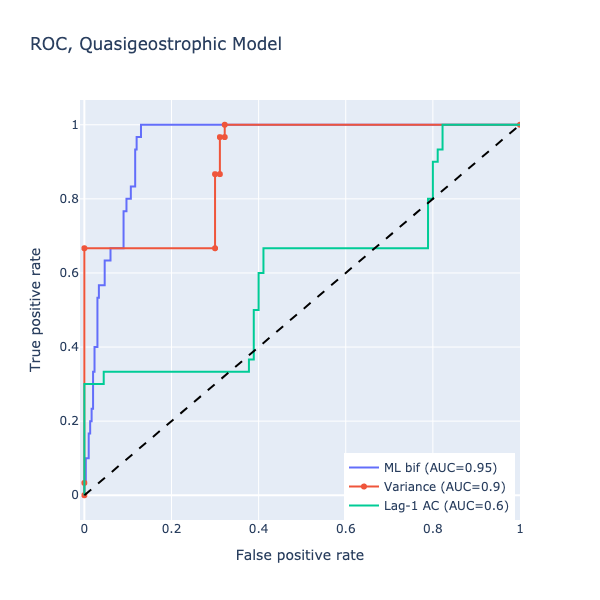 ROC, Quasigeostrophic Model
True positive rate
1
0.8
0.6
0.4
0.2
0
0 0.2 0.4 0.6 0.8 1
False positive rate
ML bif (AUC=0.95)
Variance (AUC=0.9)
Lag-1 AC (AUC=0.6)